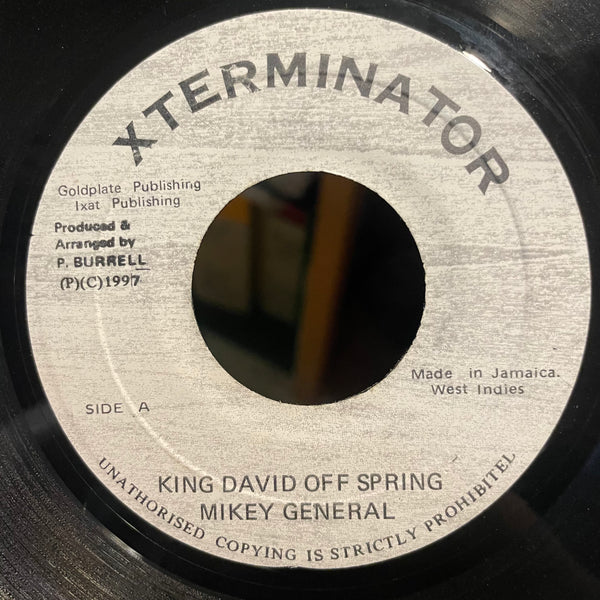 XTERMINATOR
Goldplate Publishing
Ixat Publishing
Produced &
Arranged by
P. BURRELL
(P)(C)1997
Made in Jamaica.
West Indies
SIDE A
KING DAVID OFF SPRING
MIKEY GENERAL
UNATHORISED COPYING IS STRICTLY PROHIBITEL